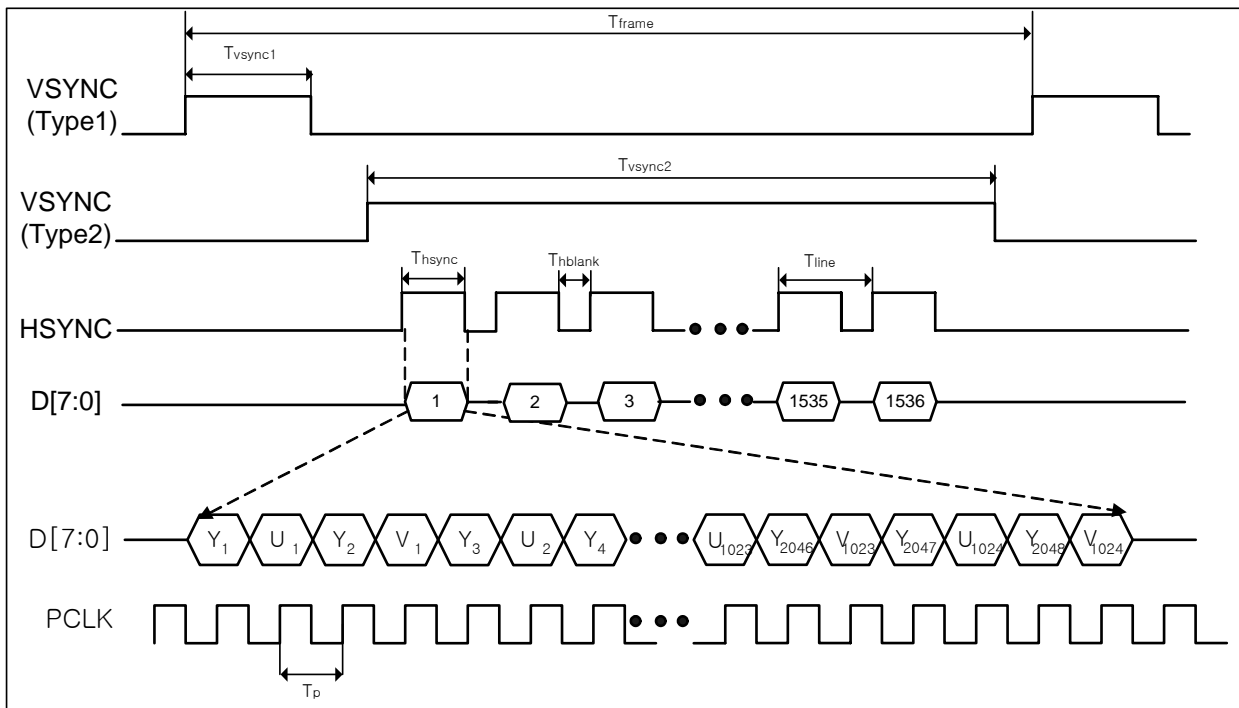 Tframe
Tvsync1
VSYNC
(Type1)
Tvsync2
VSYNC
(Type2)
Thsync Thblank Tline
HSYNC
D[7:0] 1 2 3 1535 1536
D[7:0] Y1 U1 Y2 V1 Y3 U2 Y4 U1023 Y2046 V1023 Y2047 U1024 Y2048 V1024
PCLK
Tp